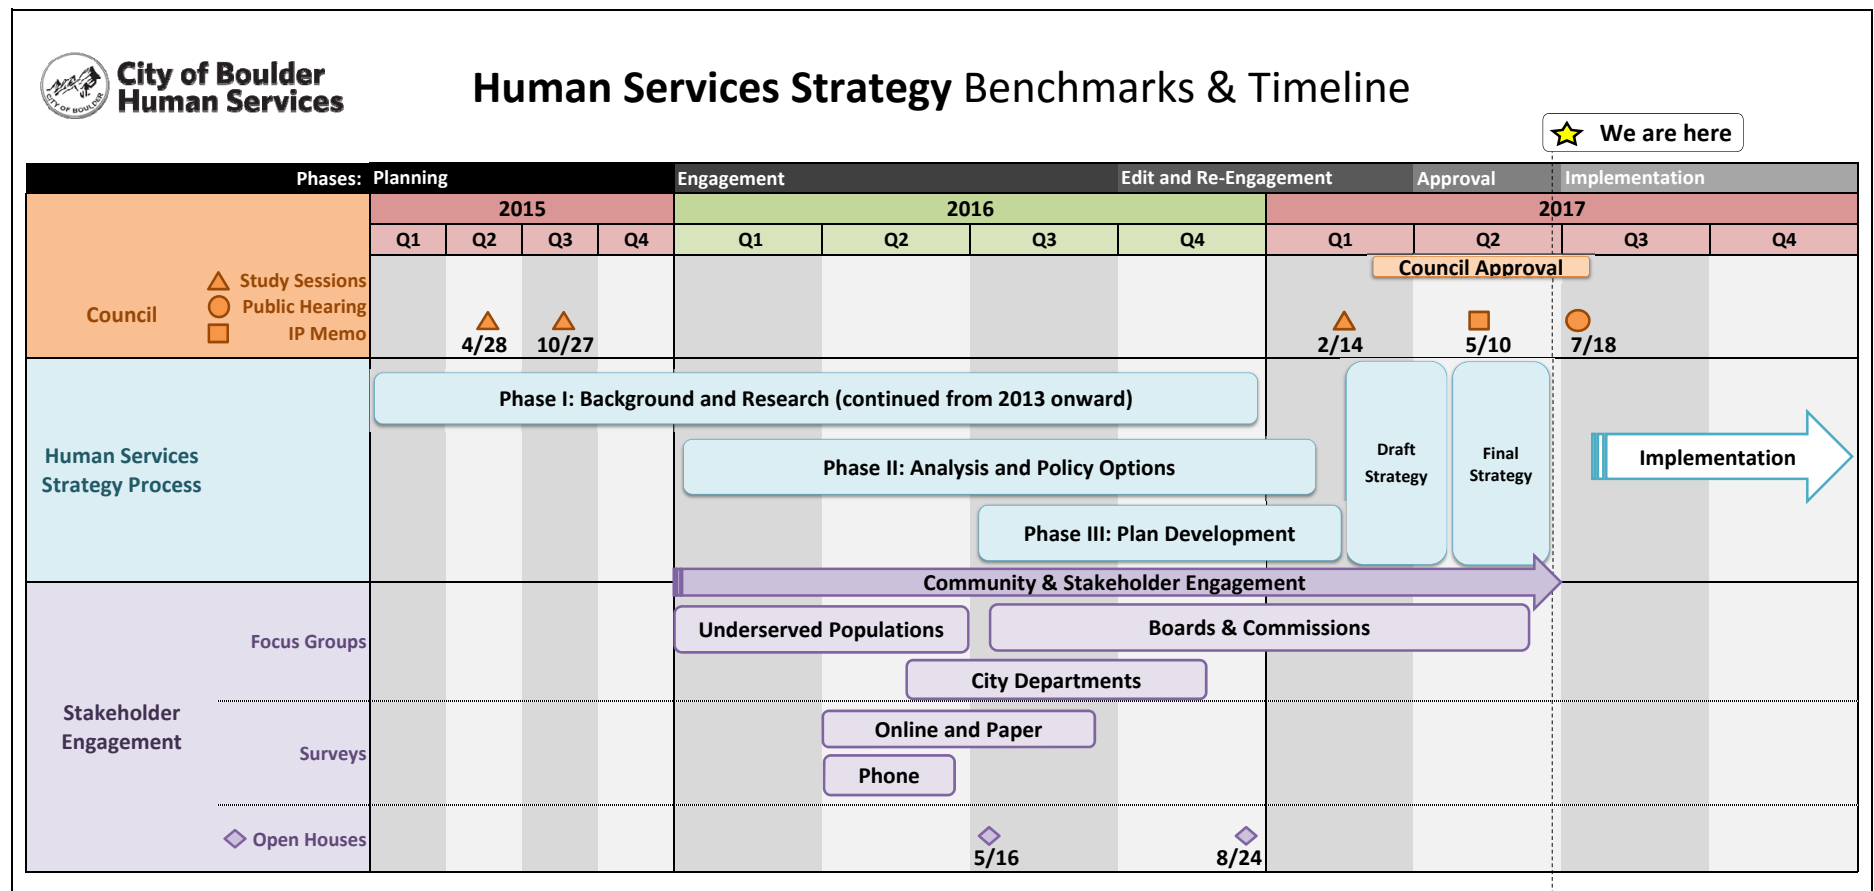 City of Boulder
Human Services
CITY OF BOULDER
Human Services Strategy Benchmarks & Timeline
We are here
Phases: Planning Engagement Edit and Re-Engagement Approval Implementation
2015 2016 2017
Q1 Q2 Q3 Q4 Q1 Q2 Q3 Q4 Q1 Q2 Q3 Q4
Council
Study Sessions
Public Hearing
IP Memo
Council Approval
4/28 10/27 2/14 5/10 7/18
Human Services
Strategy Process
Phase I: Background and Research (continued from 2013 onward)
Phase II: Analysis and Policy Options
Phase III: Plan Development
Draft
Strategy
Final
Strategy
Implementation
Community & Stakeholder Engagement
Stakeholder
Engagement
Focus Groups
Underserved Populations
Boards & Commissions
City Departments
Surveys
Online and Paper
Phone
Open Houses
5/16 8/24